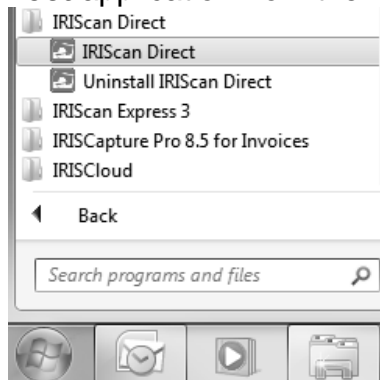 IRIScan Direct
IRIScan Direct
Uninstall IRIScan Direct
IRIScan Express 3
IRISCapture Pro 8.5 for Invoices
IRISCloud
Back
Search programs and files